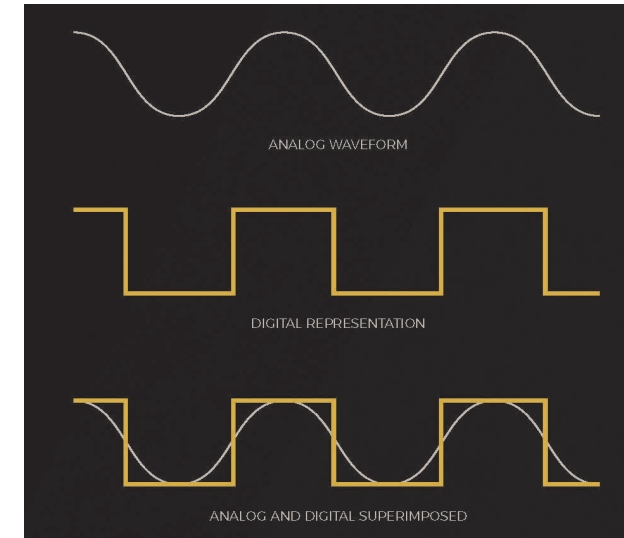 ANALOG WAVEFORM
DIGITAL REPRESENTATION
ANALOG AND DIGITAL SUPERIMPOSED